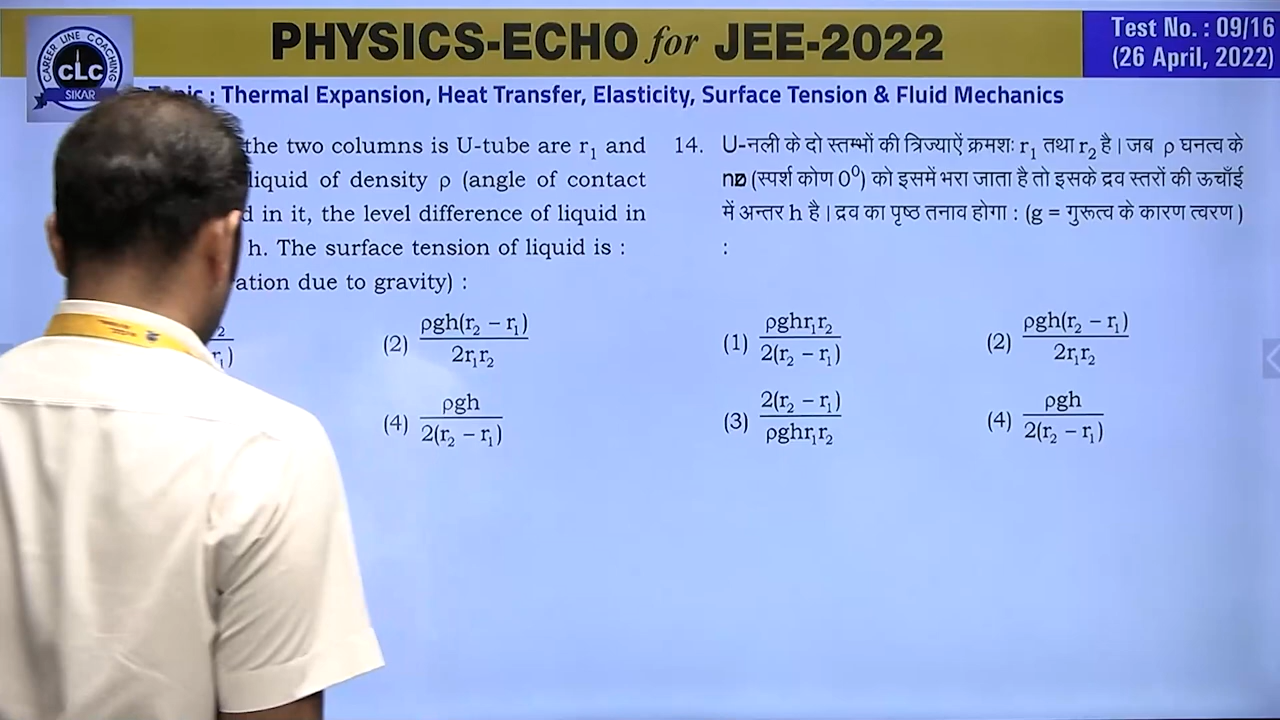 CAREER LINE COACHING
CLC
SIKAR
PHYSICS-ECHO for JEE-2022
Test No. : 09/16
(26 April, 2022)
: Thermal Expansion, Heat Transfer, Elasticity, Surface Tension & Fluid Mechanics
the two columns is U-tube are r₁ and
liquid of density ρ (angle of contact
in it, the level difference of liquid in
h. The surface tension of liquid is :
due to gravity) :
(2) ρgh(r₂ − r₁) / 2r₁r₂
(4) ρgh / 2(r₂ − r₁)
14. U-नली के दो स्तम्भों की त्रिज्याऐं क्रमशः r₁ तथा r₂ है। जब ρ घनत्व के
(स्पर्श कोण 0⁰) को इसमें भरा जाता है तो इसके द्रव स्तरों की ऊचाँई
में अन्तर h है। द्रव का पृष्ठ तनाव होगा : (g = गुरूत्व के कारण त्वरण )
:
(1) ρghr₁r₂ / 2(r₂ − r₁) (2) ρgh(r₂ − r₁) / 2r₁r₂
(3) 2(r₂ − r₁) / ρghr₁r₂ (4) ρgh / 2(r₂ − r₁)